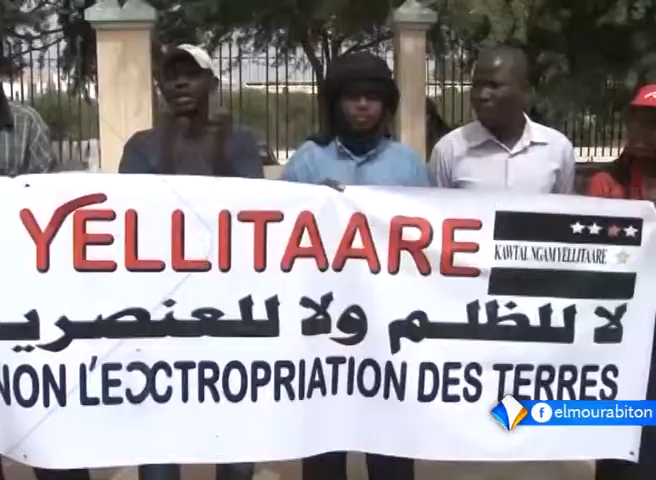 YELLITAARE
KAWTAL NGAM YELLITAARE
لا للظلم ولا للعنصرية
NON L'EXCTROPRIATION DES TERRES
elmourabiton